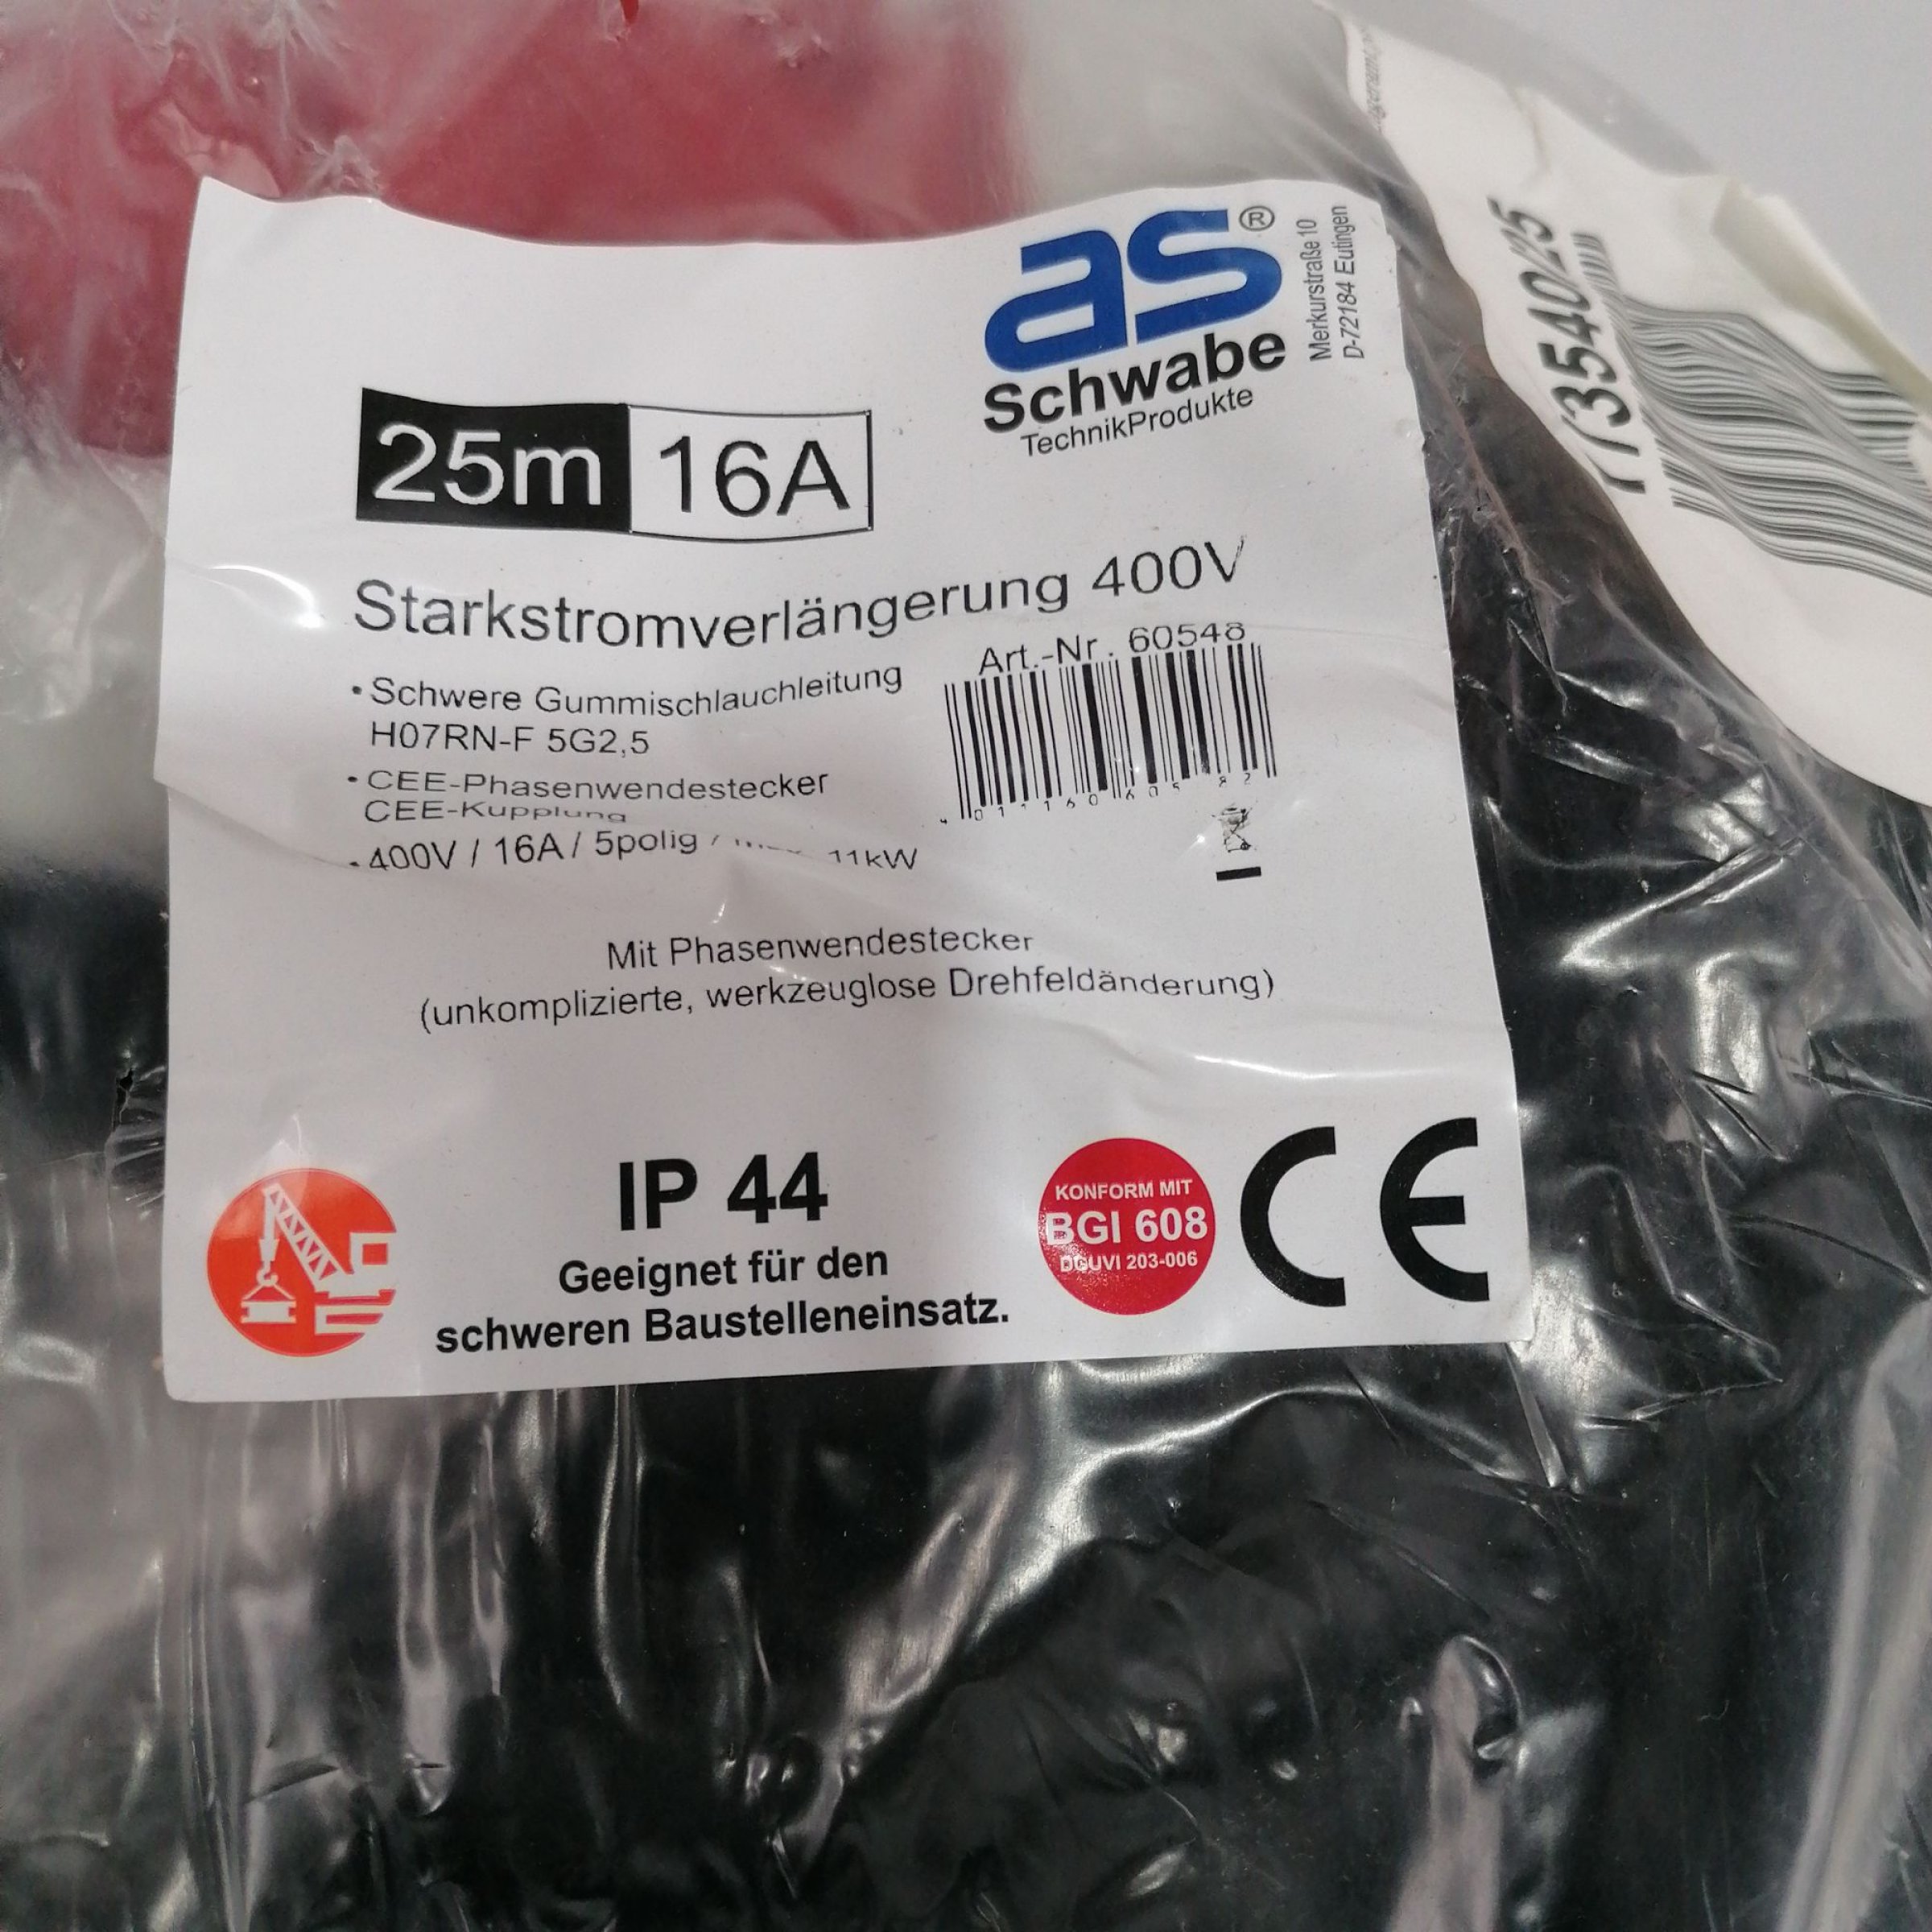 as®
Schwabe
TechnikProdukte
Merkurstraße 10
D-72184 Eutingen
25m 16A
Starkstromverlängerung 400V
Art.-Nr. 60548
• Schwere Gummischlauchleitung
H07RN-F 5G2,5
• CEE-Phasenwendestecker
CEE-Kupplung
• 400V / 16A / 5polig / 11kW
Mit Phasenwendestecker
(unkomplizierte, werkzeuglose Drehfeldänderung)
IP 44
Geeignet für den
schweren Baustelleneinsatz.
KONFORM MIT
BGI 608
DGUVI 203-006
CE